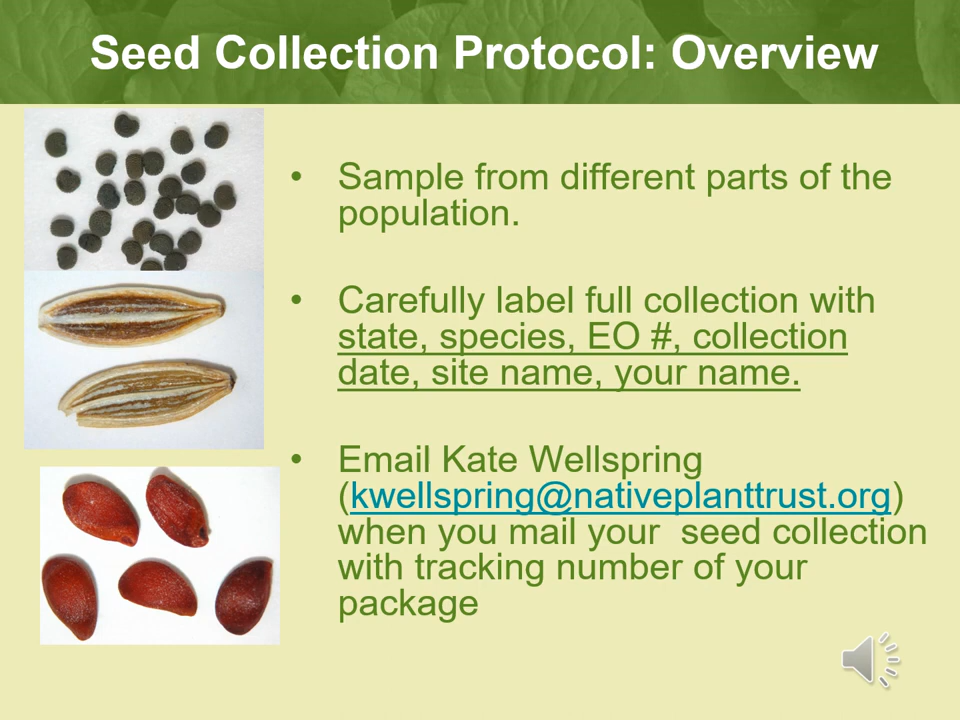 Seed Collection Protocol: Overview
• Sample from different parts of the
population.
• Carefully label full collection with
state, species, EO #, collection
date, site name, your name.
• Email Kate Wellspring
(kwellspring@nativeplanttrust.org)
when you mail your  seed collection
with tracking number of your
package